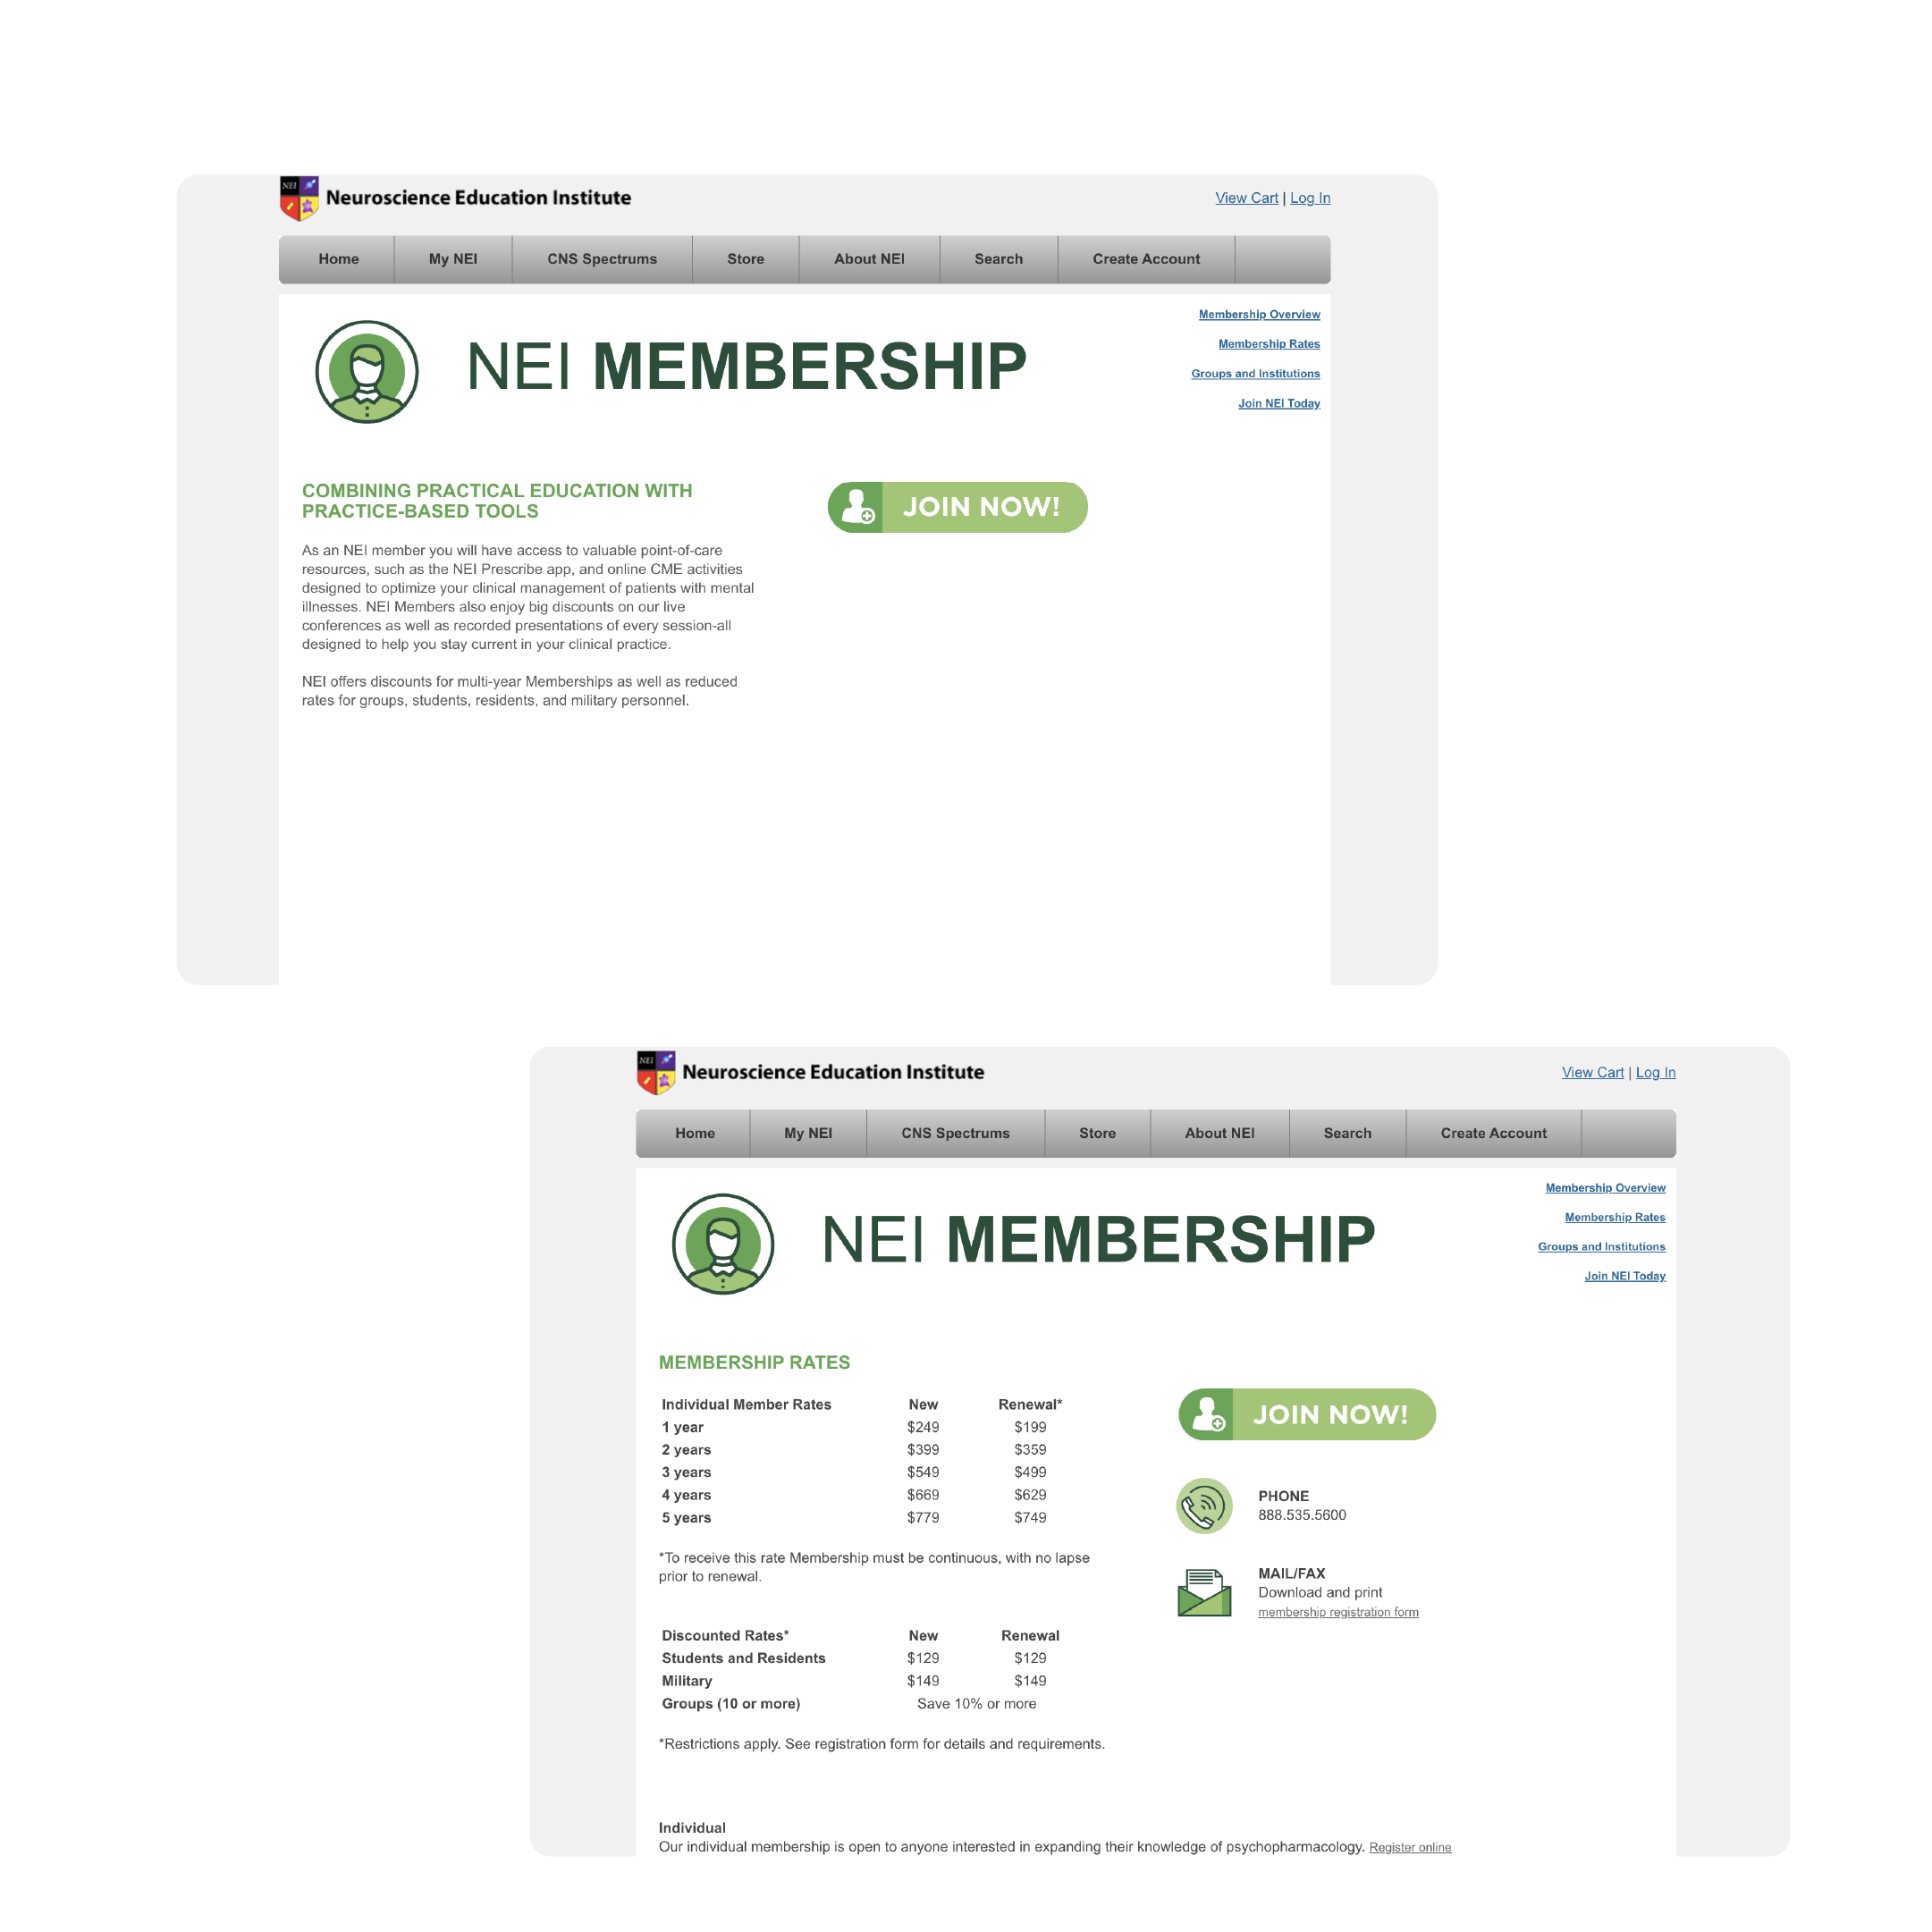 NEI Neuroscience Education Institute
View Cart | Log In
Home My NEI CNS Spectrums Store About NEI Search Create Account
NEI MEMBERSHIP
Membership Overview
Membership Rates
Groups and Institutions
Join NEI Today
COMBINING PRACTICAL EDUCATION WITH
PRACTICE-BASED TOOLS
As an NEI member you will have access to valuable point-of-care
resources, such as the NEI Prescribe app, and online CME activities
designed to optimize your clinical management of patients with mental
illnesses. NEI Members also enjoy big discounts on our live
conferences as well as recorded presentations of every session-all
designed to help you stay current in your clinical practice.
NEI offers discounts for multi-year Memberships as well as reduced
rates for groups, students, residents, and military personnel.
JOIN NOW!
NEI Neuroscience Education Institute
View Cart | Log In
Home My NEI CNS Spectrums Store About NEI Search Create Account
NEI MEMBERSHIP
Membership Overview
Membership Rates
Groups and Institutions
Join NEI Today
MEMBERSHIP RATES
Individual Member Rates New Renewal*
1 year $249 $199
2 years $399 $359
3 years $549 $499
4 years $669 $629
5 years $779 $749
*To receive this rate Membership must be continuous, with no lapse
prior to renewal.
Discounted Rates* New Renewal
Students and Residents $129 $129
Military $149 $149
Groups (10 or more) Save 10% or more
*Restrictions apply. See registration form for details and requirements.
JOIN NOW!
PHONE
888.535.5600
MAIL/FAX
Download and print
membership registration form
Individual
Our individual membership is open to anyone interested in expanding their knowledge of psychopharmacology. Register online